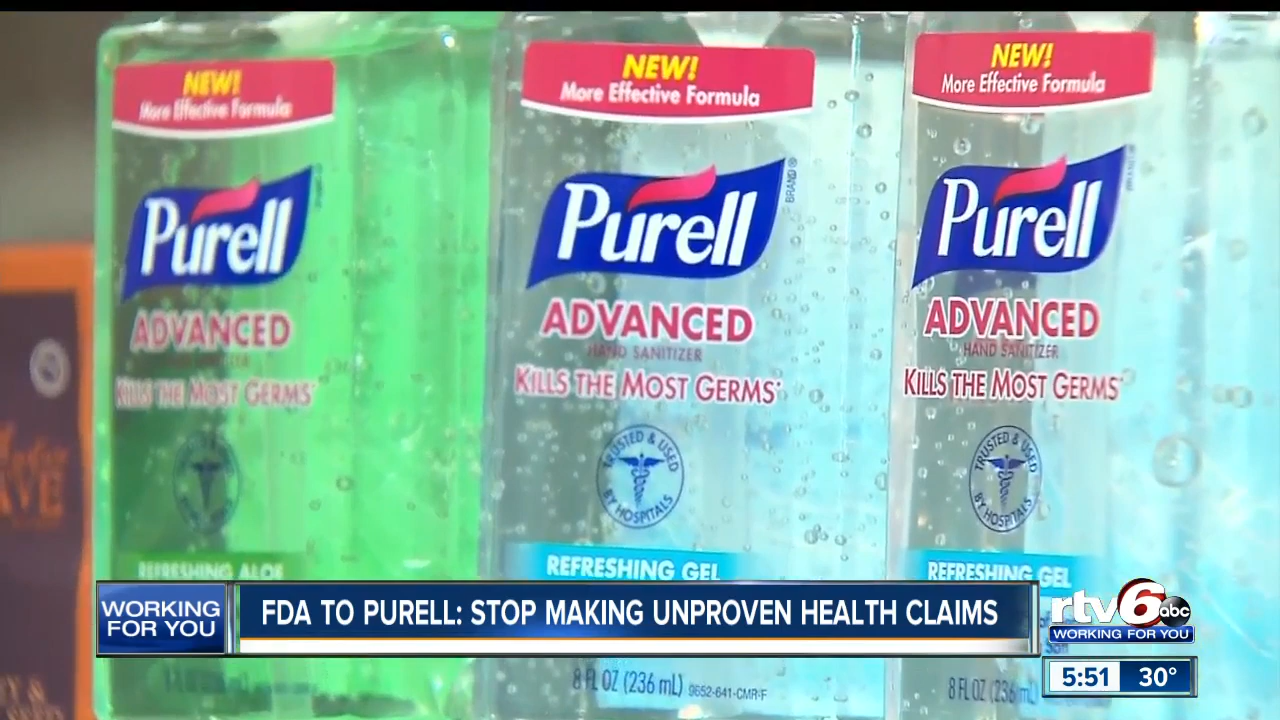 NEW!
More Effective Formula
Purell
ADVANCED
KILLS THE MOST GERMS*
REFRESHING ALOE
NEW!
More Effective Formula
Purell
BRAND®
ADVANCED
HAND SANITIZER
KILLS THE MOST GERMS*
TRUSTED & USED
BY HOSPITALS
REFRESHING GEL
8 FL OZ (236 mL) 9652-641-CMR-F
NEW!
More Effective Formula
Purell
ADVANCED
HAND SANITIZER
KILLS THE MOST GERMS*
TRUSTED & USED
BY HOSPITALS
REFRESHING GEL
8 FL OZ (236 mL)
WORKING
FOR YOU
FDA TO PURELL: STOP MAKING UNPROVEN HEALTH CLAIMS
rtv6 abc
WORKING FOR YOU
5:51 30°